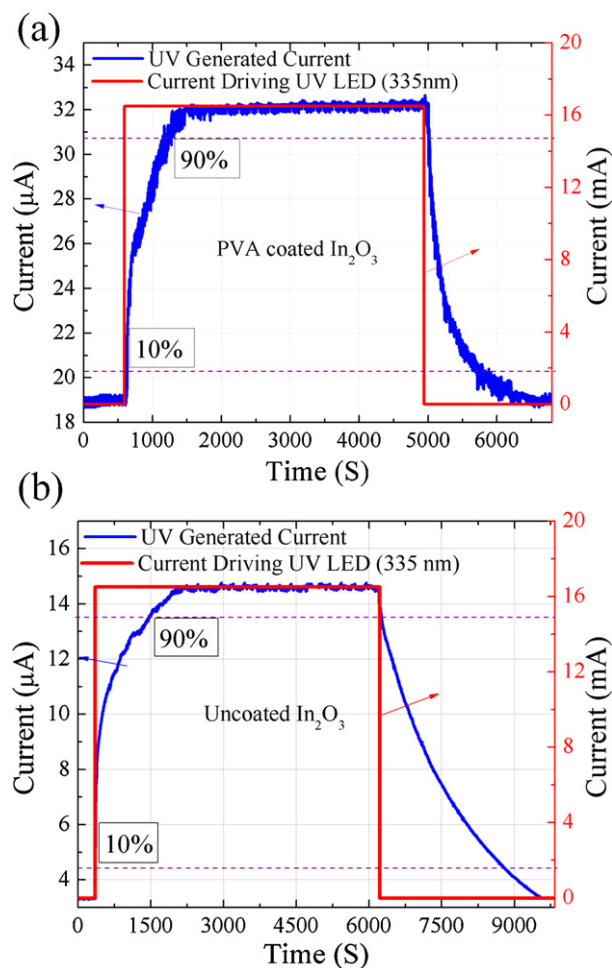 (a)
UV Generated Current
Current Driving UV LED (335nm)
90%
PVA coated In₂O₃
10%
34
32
30
28
26
24
22
20
18
Current (μA)
20
16
12
8
4
0
Current (mA)
0 1000 2000 3000 4000 5000 6000
Time (S)
(b)
UV Generated Current
Current Driving UV LED (335 nm)
90%
Uncoated In₂O₃
10%
16
14
12
10
8
6
4
Current (μA)
20
16
12
8
4
0
Current (mA)
0 1500 3000 4500 6000 7500 9000
Time (S)